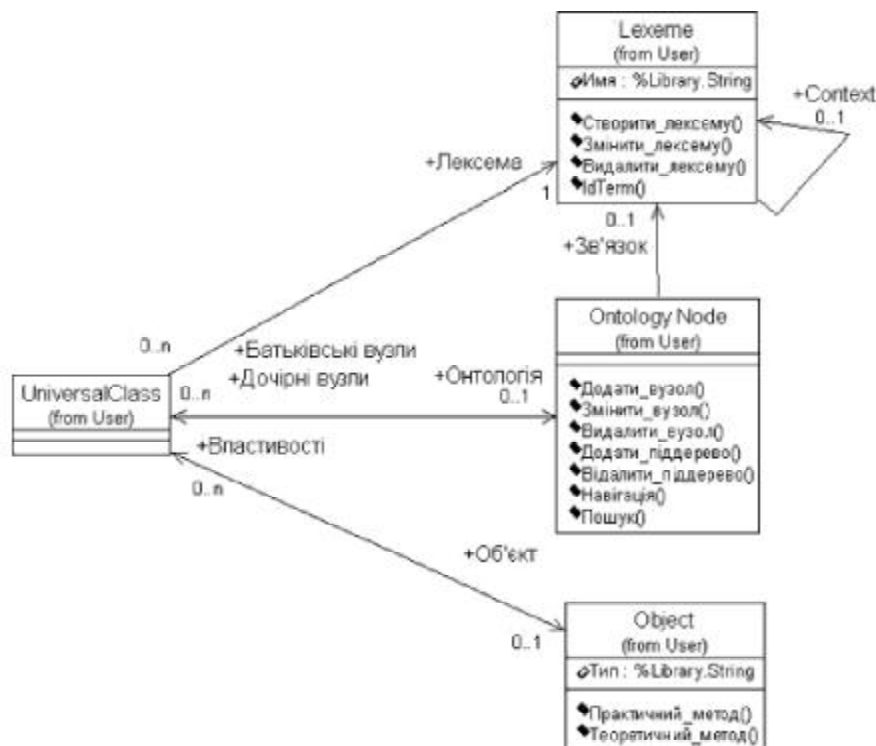 Lexeme
(from User)
Имя : %Library.String
Створити_лексему()
Змінити_лексему()
Видалити_лексему()
IdTerm()
+Context
0..1
+Лексема
1
0..1
+Зв'язок
Ontology Node
(from User)
Додати_вузол()
Змінити_вузол()
Видалити_вузол()
Додати_піддерево()
Відалити_піддерево()
Навігація()
Пошук()
0..n
+Батьківські вузли
+Дочірні вузли
0..n
+Онтологія
0..1
UniversalClass
(from User)
+Впастивості
0..n
+Об'єкт
0..1
Object
(from User)
Тип : %Library.String
Практичний_метод()
Теоретичний_метод()